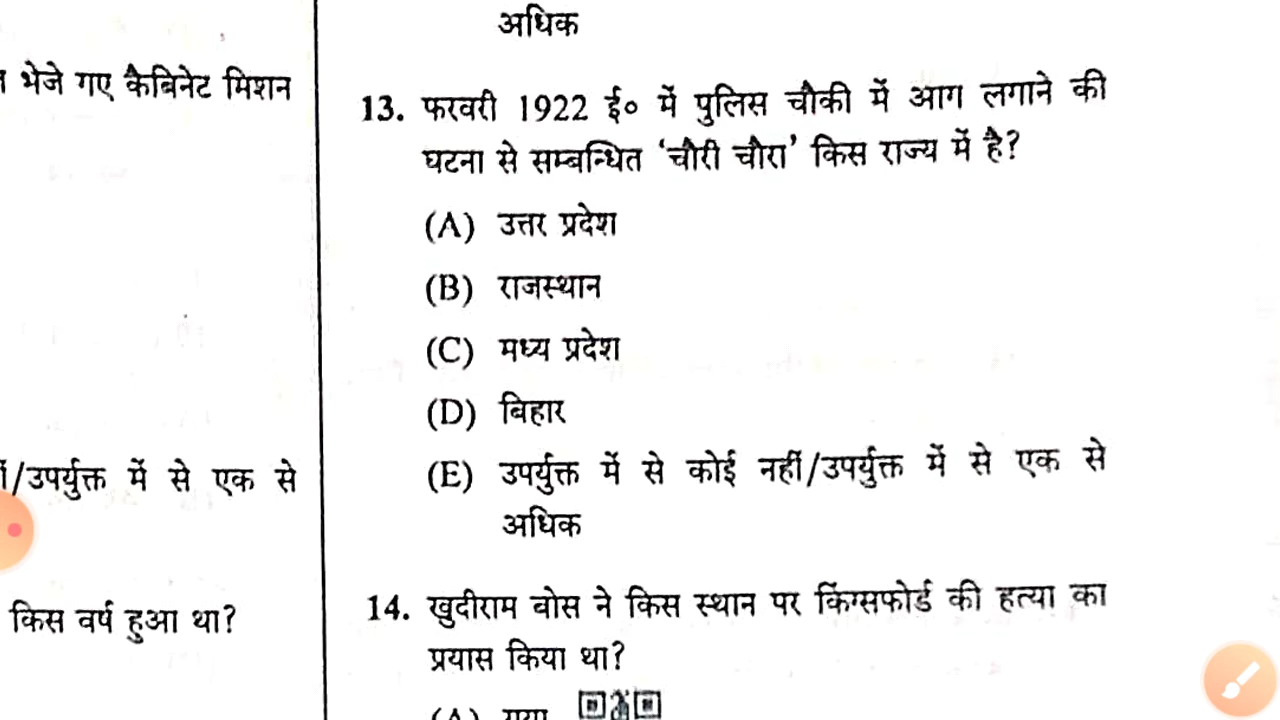 भेजे गए कैबिनेट मिशन
/उपर्युक्त में से एक से
किस वर्ष हुआ था?
अधिक
13. फरवरी 1922 ई० में पुलिस चौकी में आग लगाने की
घटना से सम्बन्धित ‘चौरी चौरा’ किस राज्य में है?
(A) उत्तर प्रदेश
(B) राजस्थान
(C) मध्य प्रदेश
(D) बिहार
(E) उपर्युक्त में से कोई नहीं/उपर्युक्त में से एक से
अधिक
14. खुदीराम बोस ने किस स्थान पर किंग्सफोर्ड की हत्या का
प्रयास किया था?
(A) गया